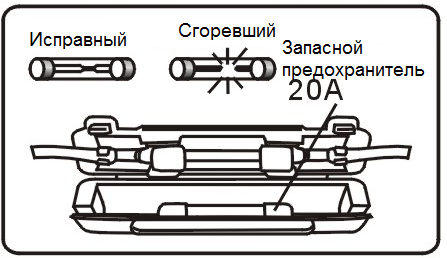 Исправный
Сгоревший
Запасной
предохранитель
20A